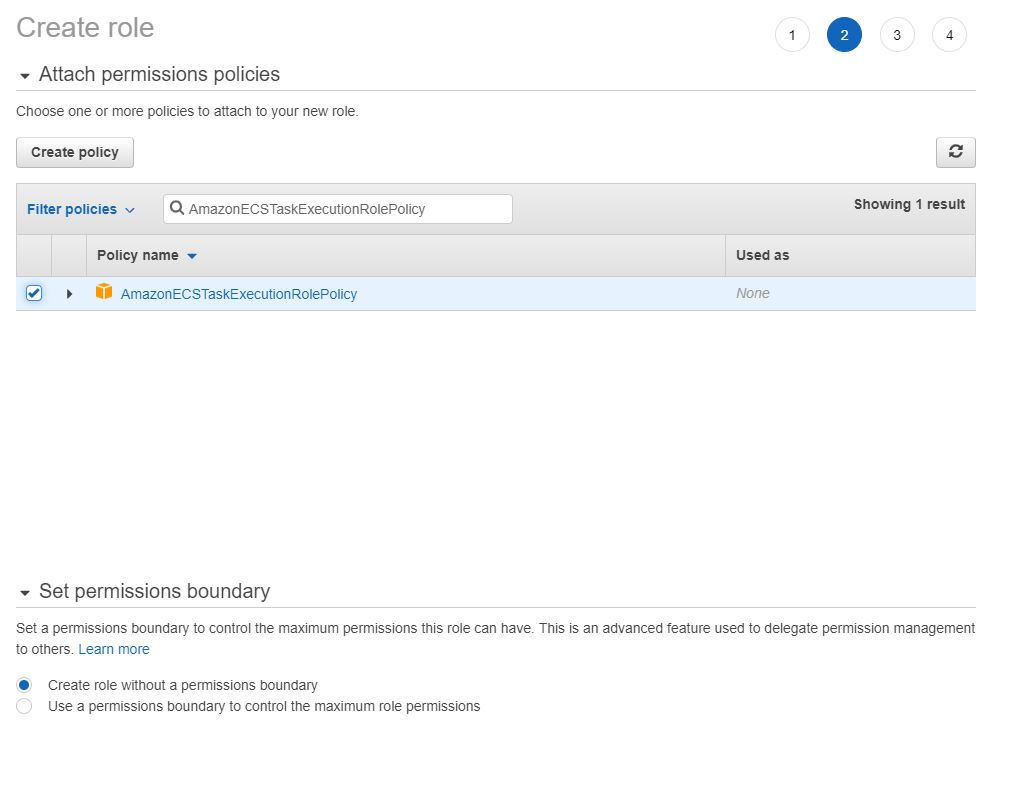 Create role
1 2 3 4
Attach permissions policies
Choose one or more policies to attach to your new role.
Create policy
Filter policies AmazonECSTaskExecutionRolePolicy Showing 1 result
Policy name Used as
AmazonECSTaskExecutionRolePolicy None
Set permissions boundary
Set a permissions boundary to control the maximum permissions this role can have. This is an advanced feature used to delegate permission management
to others. Learn more
Create role without a permissions boundary
Use a permissions boundary to control the maximum role permissions